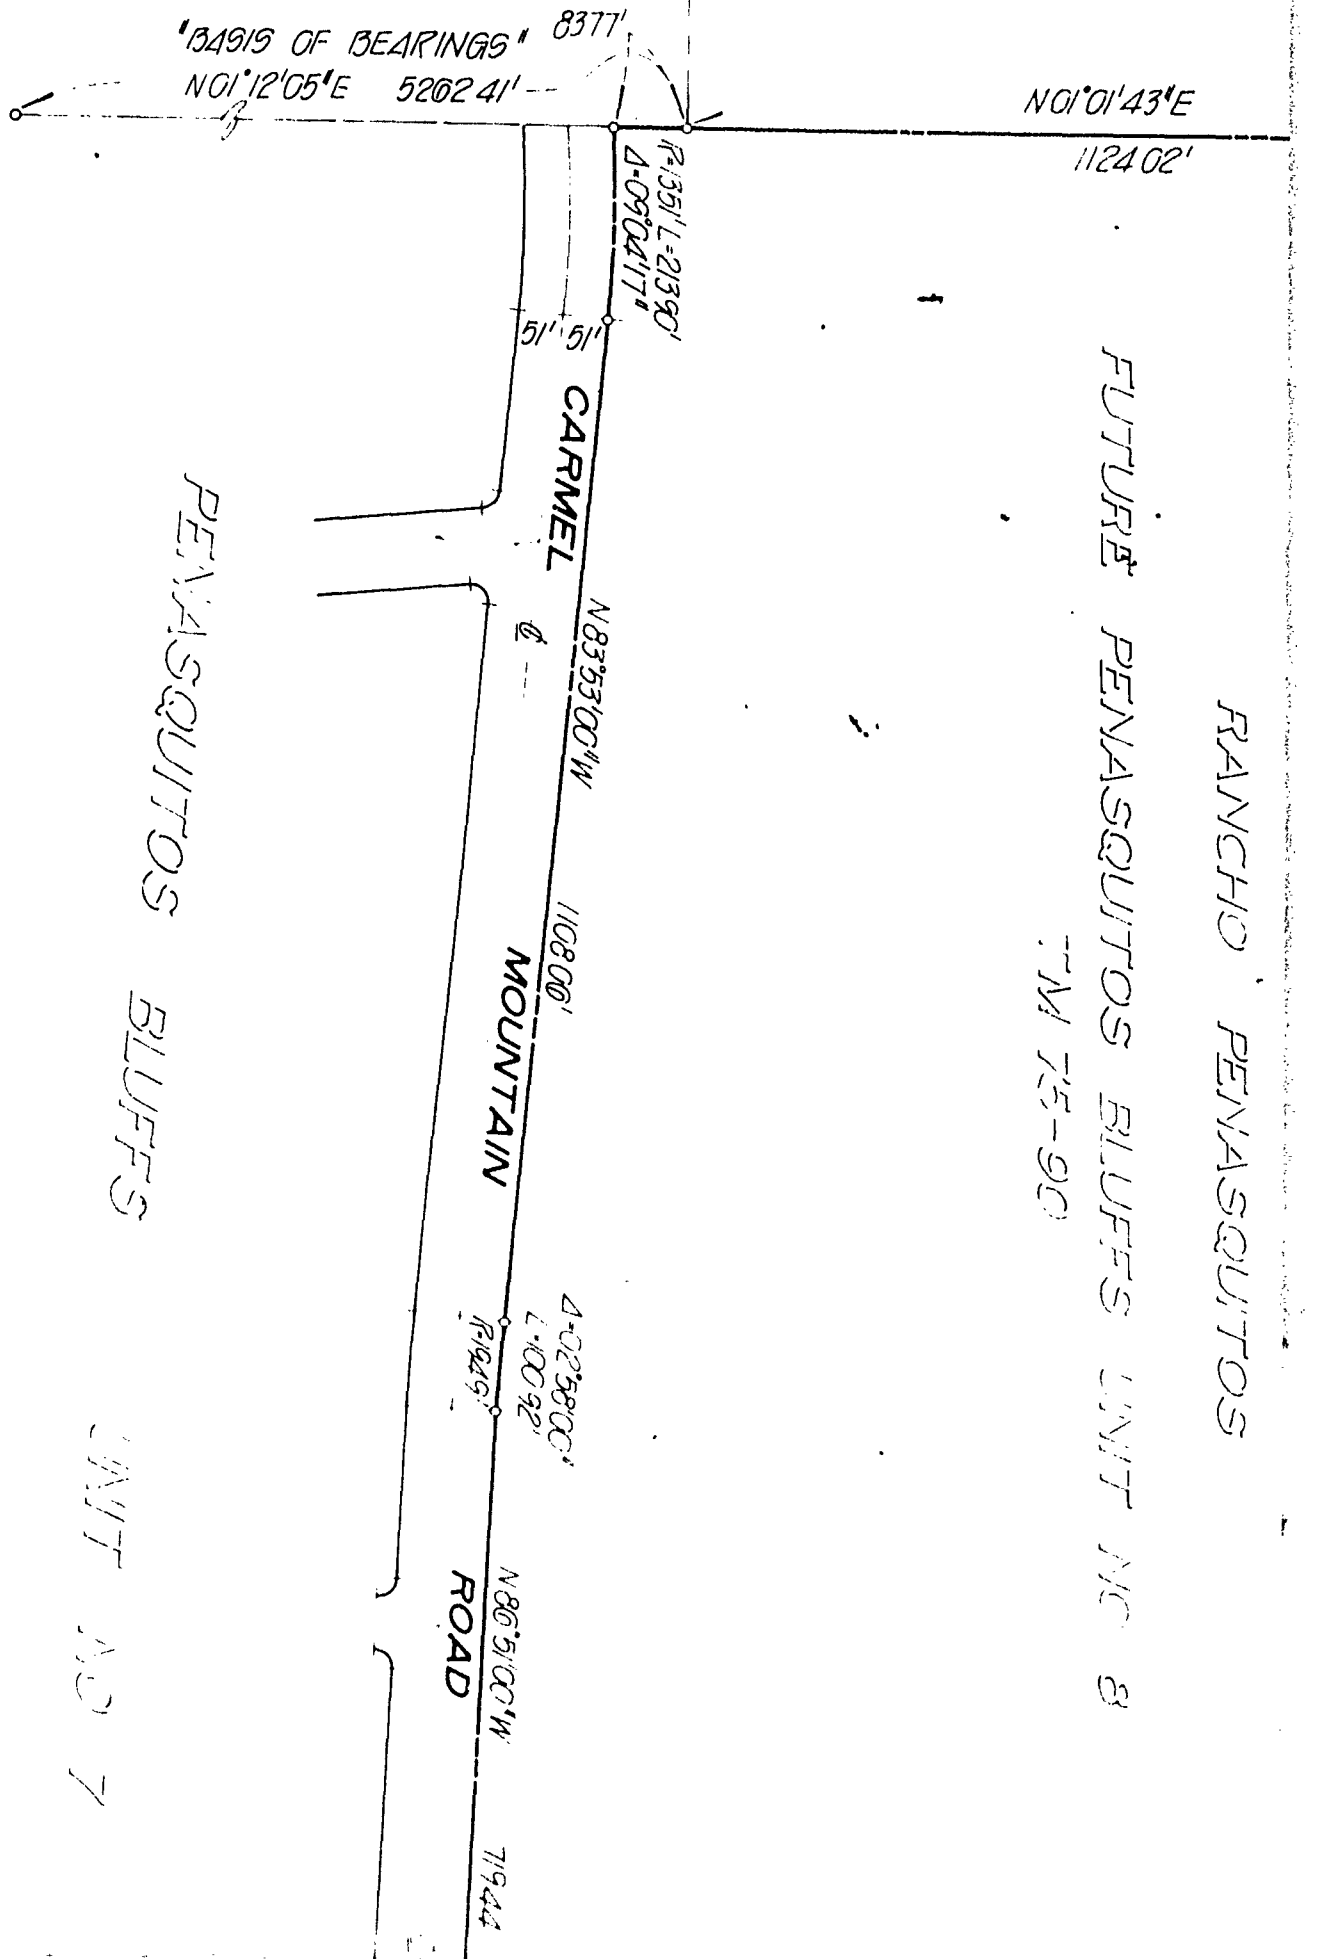 "BASIS OF BEARINGS"
N01°12'05"E 5262 41'
83 77'
N01°01'43"E
1124 02'
R=1351' L=213 90'
Δ=09°04'17"
51' 51'
CARMEL
N 83°53'00"W
1108 06'
MOUNTAIN
Δ=02°58'00"
L=100 92'
R=1949'
ROAD
N86°51'00"W
719 44
RANCHO PENASQUITOS
FUTURE PENASQUITOS BLUFFS UNIT NO 8
TM 75-90
PENASQUITOS BLUFFS UNIT NO 7